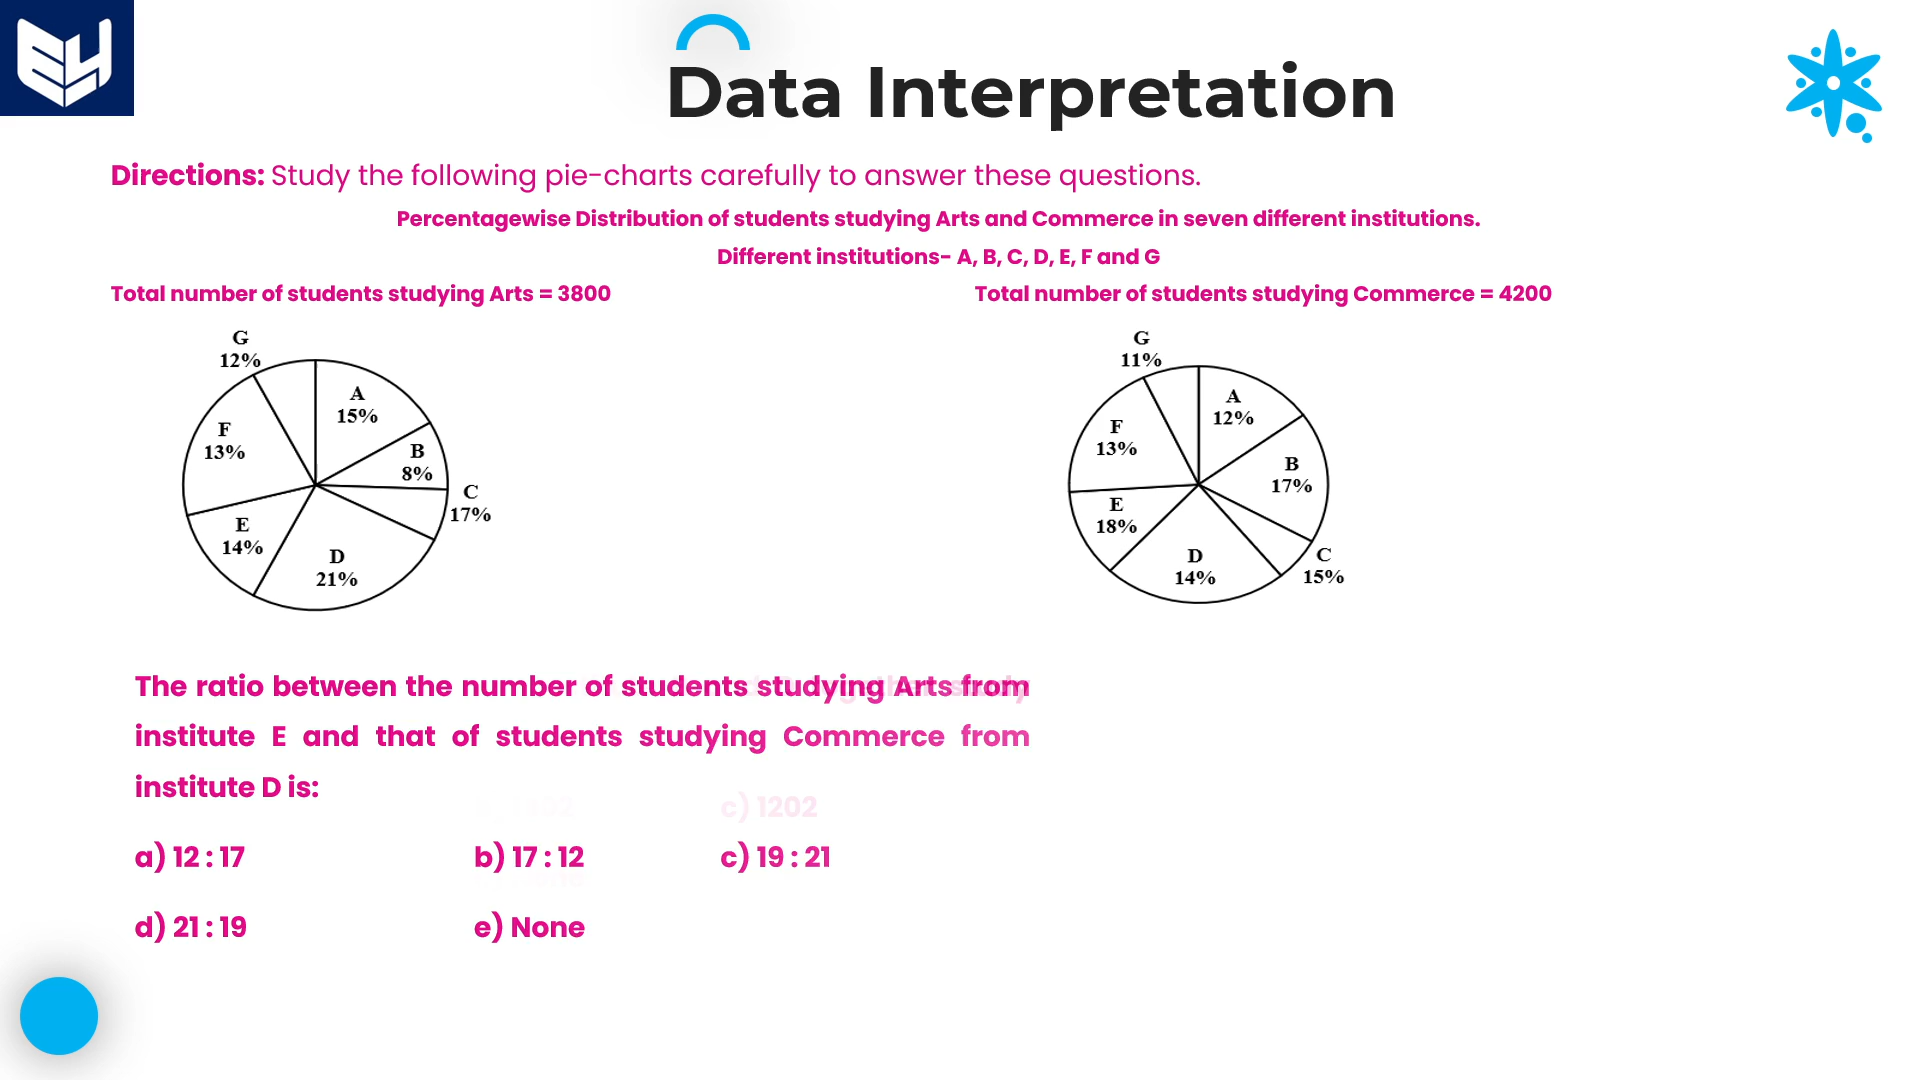 Data Interpretation
Directions: Study the following pie-charts carefully to answer these questions.
Percentagewise Distribution of students studying Arts and Commerce in seven different institutions.
Different institutions- A, B, C, D, E, F and G
Total number of students studying Arts = 3800
Total number of students studying Commerce = 4200
G
12%
A
15%
F
13%
B
8%
C
17%
E
14%
D
21%
G
11%
A
12%
F
13%
B
17%
E
18%
D
14%
C
15%
The ratio between the number of students studying Arts from
institute E and that of students studying Commerce from
institute D is:
c) 1202
a) 12 : 17
b) 17 : 12
c) 19 : 21
d) 21 : 19
e) None